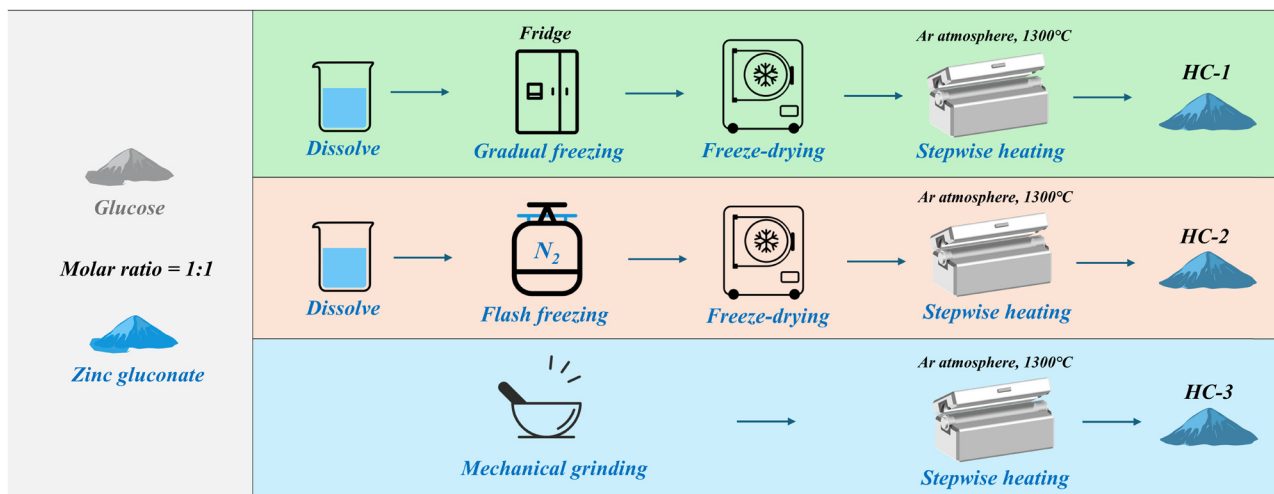 Glucose
Molar ratio = 1:1
Zinc gluconate
Fridge
Ar atmosphere, 1300°C
HC-1
Dissolve
Gradual freezing
Freeze-drying
Stepwise heating
Ar atmosphere, 1300°C
N2
HC-2
Dissolve
Flash freezing
Freeze-drying
Stepwise heating
Ar atmosphere, 1300°C
HC-3
Mechanical grinding
Stepwise heating